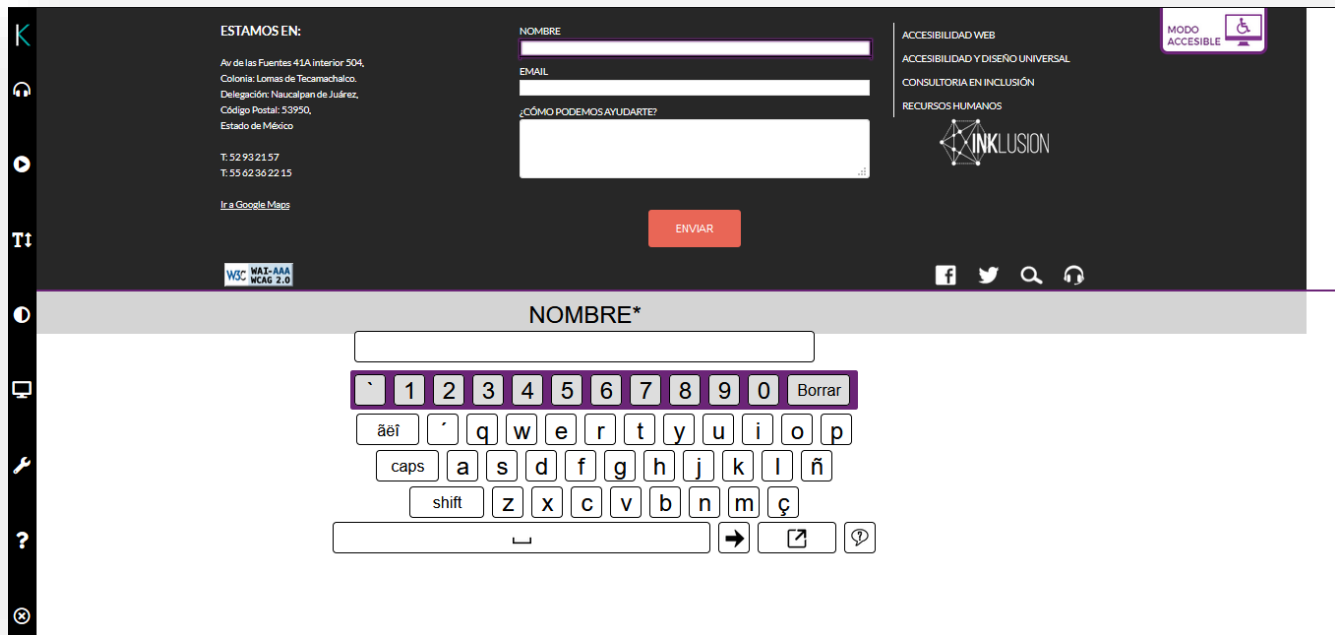 ESTAMOS EN:
Av de las Fuentes 41A interior 504,
Colonia: Lomas de Tecamachalco.
Delegación: Naucalpan de Juárez,
Código Postal: 53950,
Estado de México
T: 52 93 21 57
T: 55 62 36 22 15
Ir a Google Maps
W3C WAI-AAA
WCAG 2.0
NOMBRE
EMAIL
¿CÓMO PODEMOS AYUDARTE?
ENVIAR
ACCESIBILIDAD WEB
ACCESIBILIDAD Y DISEÑO UNIVERSAL
CONSULTORIA EN INCLUSIÓN
RECURSOS HUMANOS
INKLUSION
MODO
ACCESIBLE
K
T
?
NOMBRE*
` 1 2 3 4 5 6 7 8 9 0 Borrar
ãëî ´ q w e r t y u i o p
caps a s d f g h j k l ñ
shift z x c v b n m ç
?